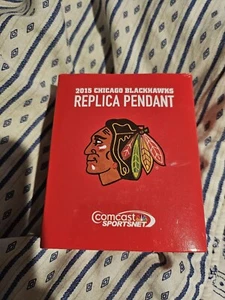 2015 CHICAGO BLACKHAWKS
REPLICA PENDANT
Comcast
SPORTSNET